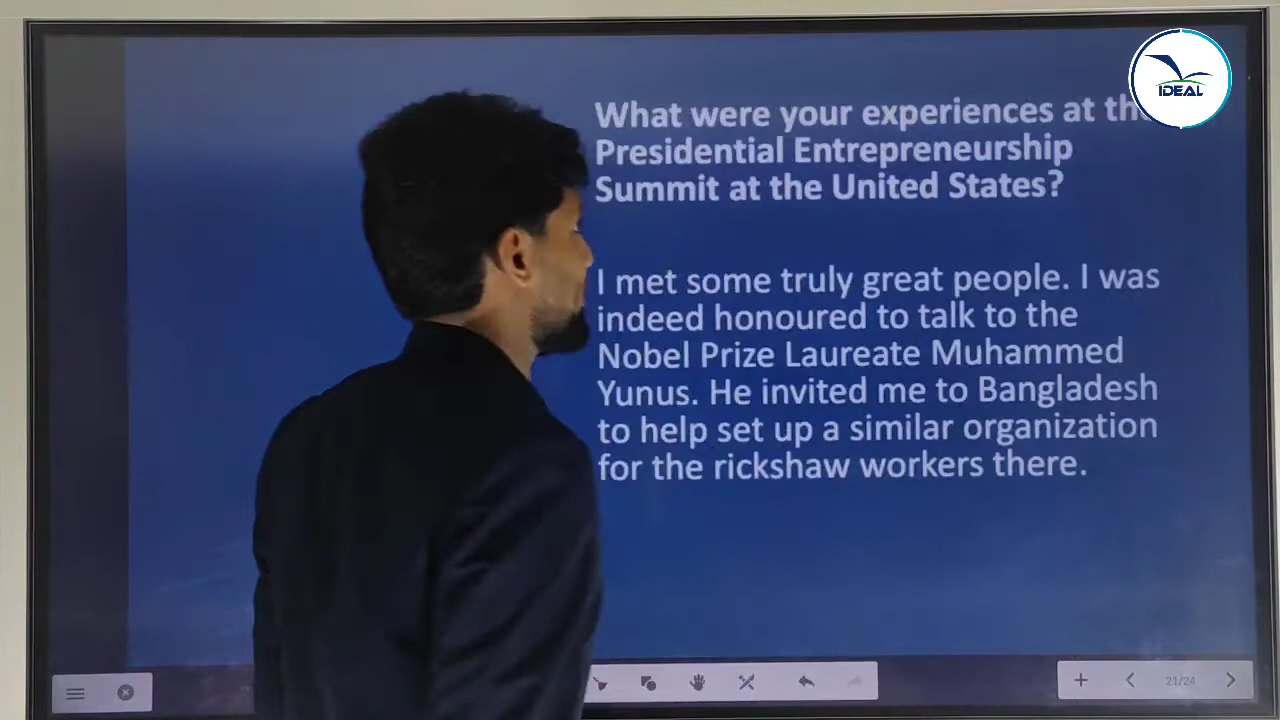 IDEAL
What were your experiences at the
Presidential Entrepreneurship
Summit at the United States?
I met some truly great people. I was
indeed honoured to talk to the
Nobel Prize Laureate Muhammed
Yunus. He invited me to Bangladesh
to help set up a similar organization
for the rickshaw workers there.
21/24